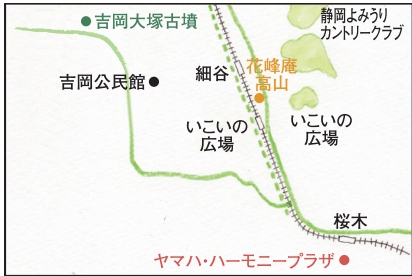 吉岡大塚古墳
静岡よみうり
カントリークラブ
吉岡公民館
細谷
花峰庵
高山
いこいの
広場
いこいの
広場
桜木
ヤマハ・ハーモニープラザ